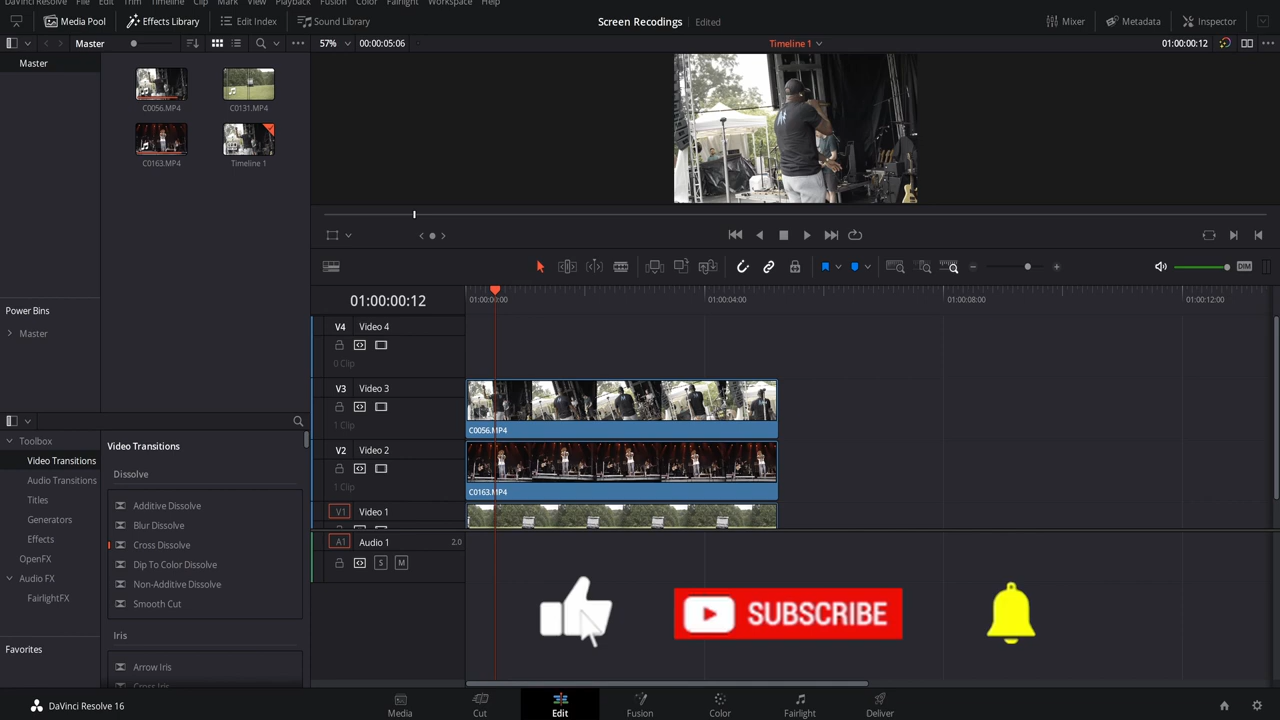 DaVinci Resolve File Edit Trim Timeline Clip Mark View Playback Fusion Color Fairlight Workspace Help
Media Pool Effects Library Edit Index Sound Library Screen Recodings Edited Mixer Metadata Inspector
Master 57% 00:00:05:06 Timeline 1 01:00:00:12
Master
C0056.MP4 C0131.MP4
C0163.MP4 Timeline 1
01:00:00:12 01:00:00:00 01:00:04:00 01:00:08:00 01:00:12:00
Power Bins
Master
V4 Video 4
0 Clip
V3 Video 3
1 Clip
C0056.MP4
V2 Video 2
1 Clip
C0163.MP4
V1 Video 1
A1 Audio 1 2.0
S M
DIM
Toolbox
Video Transitions
Audio Transitions
Titles
Generators
Effects
OpenFX
Audio FX
FairlightFX
Favorites
Video Transitions
Dissolve
Additive Dissolve
Blur Dissolve
Cross Dissolve
Dip To Color Dissolve
Non-Additive Dissolve
Smooth Cut
Iris
Arrow Iris
Cross Iris
SUBSCRIBE
DaVinci Resolve 16 Media Cut Edit Fusion Color Fairlight Deliver